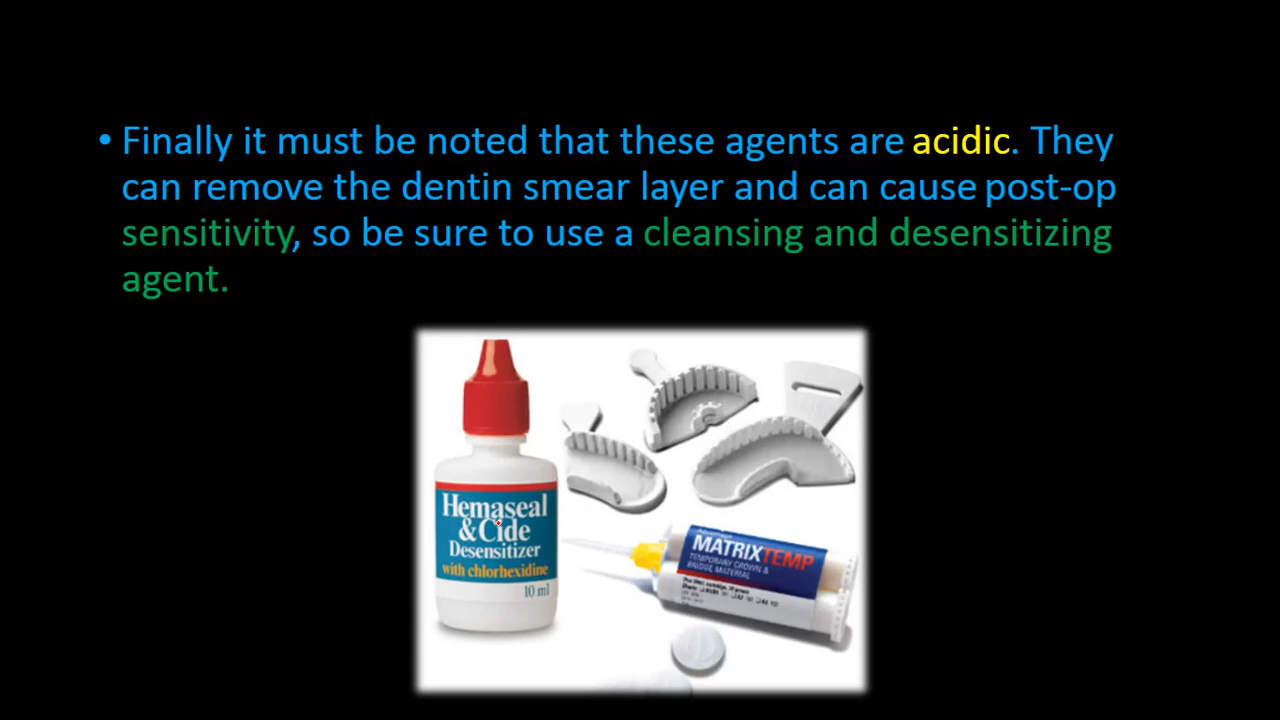 • Finally it must be noted that these agents are acidic. They
can remove the dentin smear layer and can cause post-op
sensitivity, so be sure to use a cleansing and desensitizing
agent.
Hemaseal
&Cide
Desensitizer
with chlorhexidine
10 ml
MATRIXTEMP
TEMPORARY CROWN &
BRIDGE MATERIAL